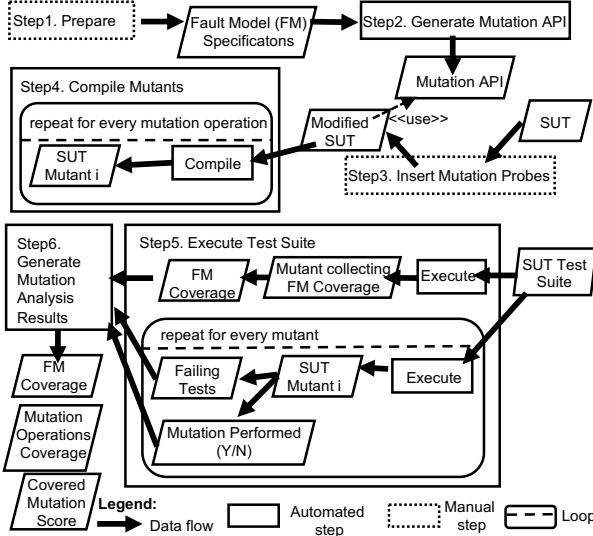 Step1. Prepare
Fault Model (FM)
Specificatons
Step2. Generate Mutation API
Mutation API
Step4. Compile Mutants
repeat for every mutation operation
SUT
Mutant i
Compile
Modified
SUT
<<use>>
SUT
Step3. Insert Mutation Probes
Step6.
Generate
Mutation
Analysis
Results
Step5. Execute Test Suite
FM
Coverage
Mutant collecting
FM Coverage
Execute
SUT Test
Suite
repeat for every mutant
Failing
Tests
SUT
Mutant i
Execute
Mutation Performed
(Y/N)
FM
Coverage
Mutation
Operations
Coverage
Covered
Mutation
Score
Legend:
Data flow
Automated
step
Manual
step
Loop